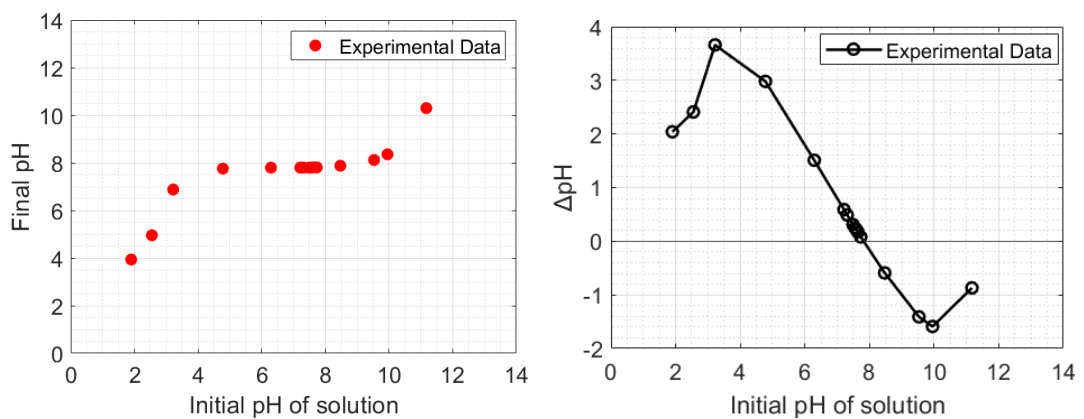 14
12
10
8
6
4
2
0
Final pH
Experimental Data
0 2 4 6 8 10 12 14
Initial pH of solution
4
3
2
1
0
-1
-2
ΔpH
Experimental Data
0 2 4 6 8 10 12 14
Initial pH of solution